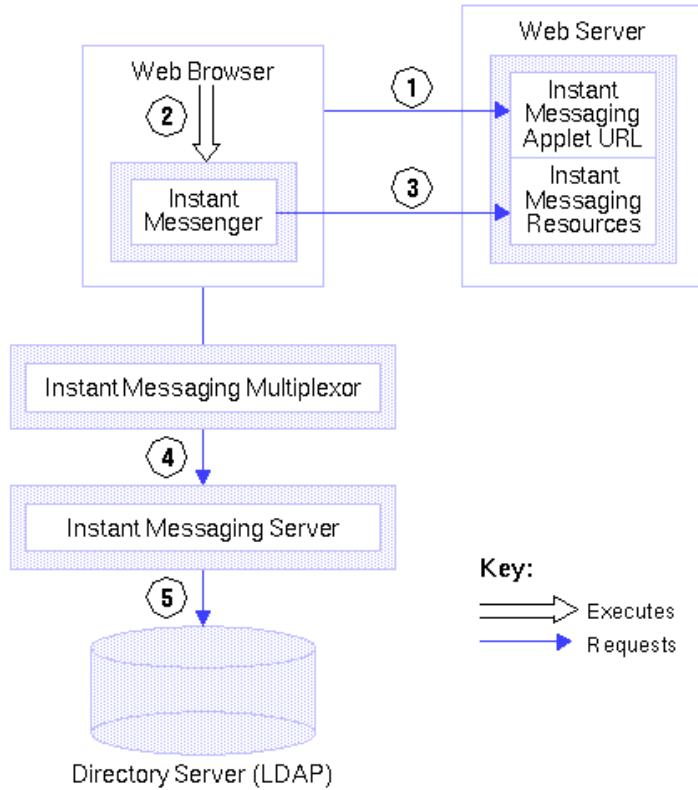 Web Server
Web Browser
1
Instant
Messaging
Applet URL
2
Instant
Messenger
3
Instant
Messaging
Resources
Instant Messaging Multiplexor
4
Instant Messaging Server
5
Key:
Executes
Requests
Directory Server (LDAP)